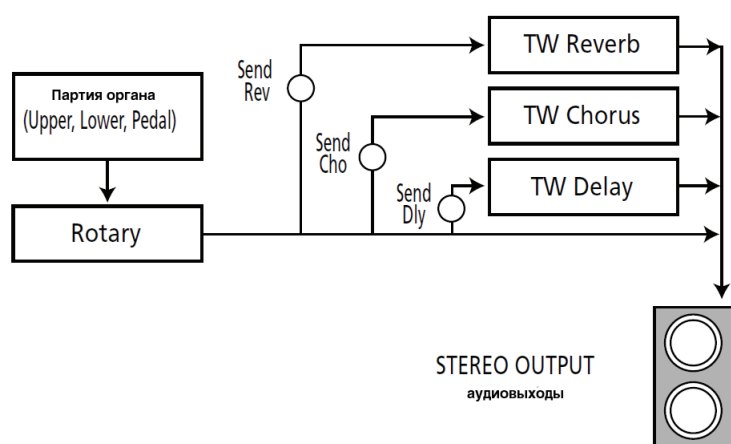 TW Reverb
Send
Rev
Партия органа
(Upper, Lower, Pedal)
TW Chorus
Send
Cho
TW Delay
Send
Dly
Rotary
STEREO OUTPUT
аудиовыходы